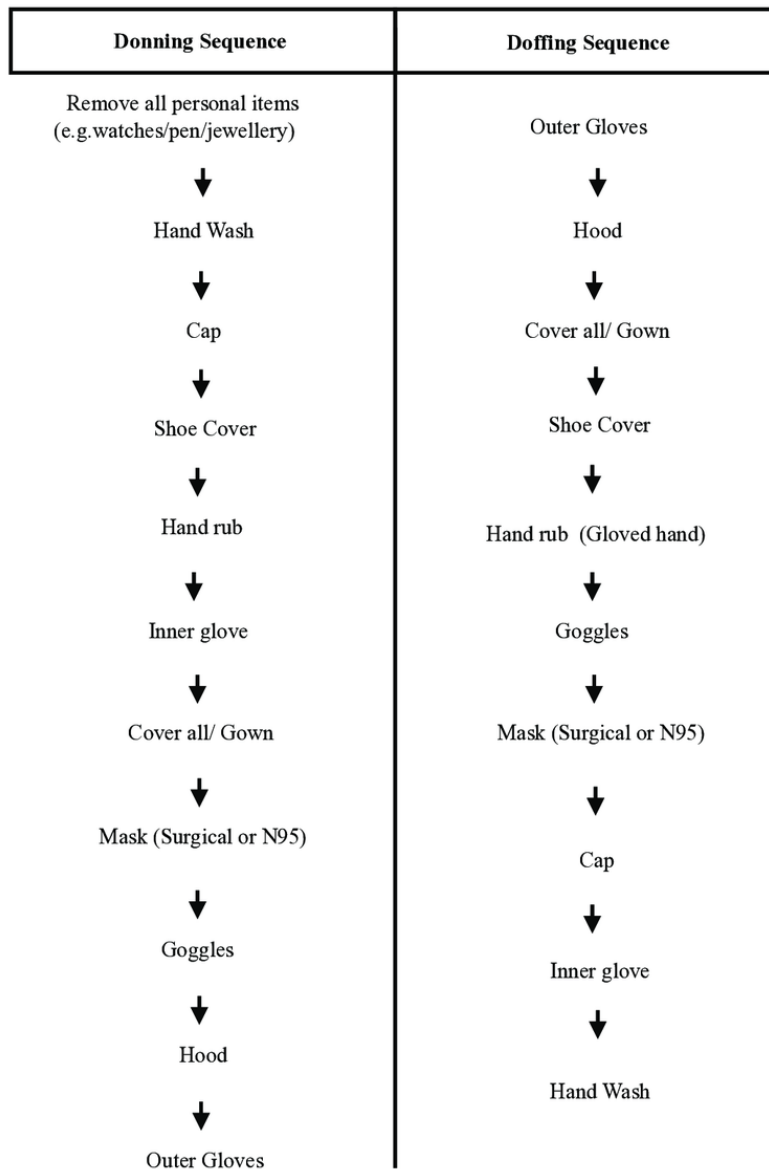 Donning Sequence
Remove all personal items
(e.g.watches/pen/jewellery)
Hand Wash
Cap
Shoe Cover
Hand rub
Inner glove
Cover all/ Gown
Mask (Surgical or N95)
Goggles
Hood
Outer Gloves
Doffing Sequence
Outer Gloves
Hood
Cover all/ Gown
Shoe Cover
Hand rub (Gloved hand)
Goggles
Mask (Surgical or N95)
Cap
Inner glove
Hand Wash